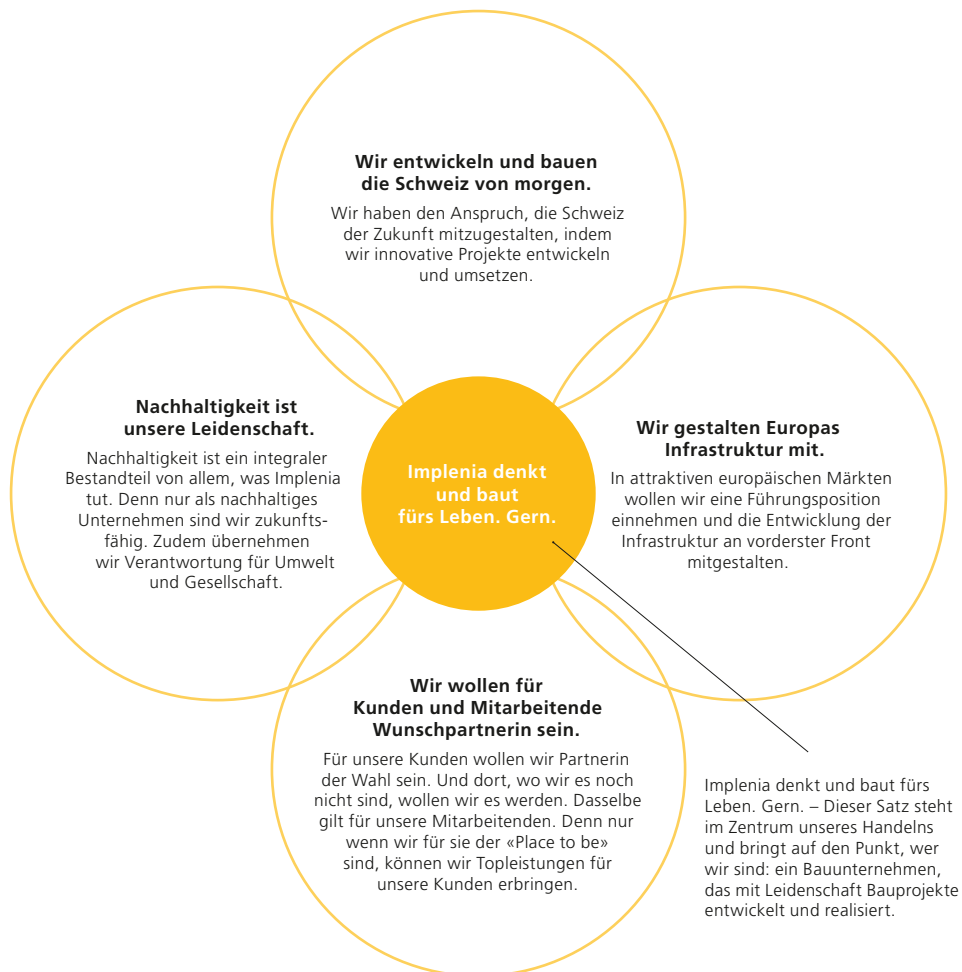 Wir entwickeln und bauen
die Schweiz von morgen.
Wir haben den Anspruch, die Schweiz
der Zukunft mitzugestalten, indem
wir innovative Projekte entwickeln
und umsetzen.
Nachhaltigkeit ist
unsere Leidenschaft.
Nachhaltigkeit ist ein integraler
Bestandteil von allem, was Implenia
tut. Denn nur als nachhaltiges
Unternehmen sind wir zukunfts-
fähig. Zudem übernehmen
wir Verantwortung für Umwelt
und Gesellschaft.
Implenia denkt
und baut
fürs Leben. Gern.
Wir gestalten Europas
Infrastruktur mit.
In attraktiven europäischen Märkten
wollen wir eine Führungsposition
einnehmen und die Entwicklung der
Infrastruktur an vorderster Front
mitgestalten.
Wir wollen für
Kunden und Mitarbeitende
Wunschpartnerin sein.
Für unsere Kunden wollen wir Partnerin
der Wahl sein. Und dort, wo wir es noch
nicht sind, wollen wir es werden. Dasselbe
gilt für unsere Mitarbeitenden. Denn nur
wenn wir für sie der «Place to be»
sind, können wir Topleistungen für
unsere Kunden erbringen.
Implenia denkt und baut fürs
Leben. Gern. – Dieser Satz steht
im Zentrum unseres Handelns
und bringt auf den Punkt, wer
wir sind: ein Bauunternehmen,
das mit Leidenschaft Bauprojekte
entwickelt und realisiert.